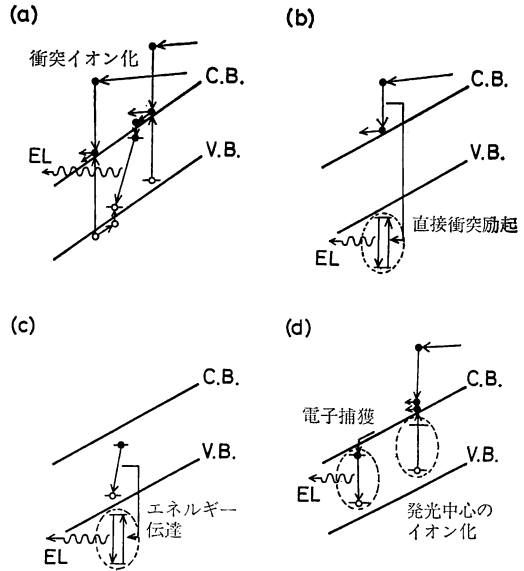 (a)
衝突イオン化
C.B.
V.B.
EL
(b)
C.B.
V.B.
直接衝突励起
EL
(c)
C.B.
V.B.
エネルギー
伝達
EL
(d)
C.B.
電子捕獲
V.B.
EL
発光中心の
イオン化